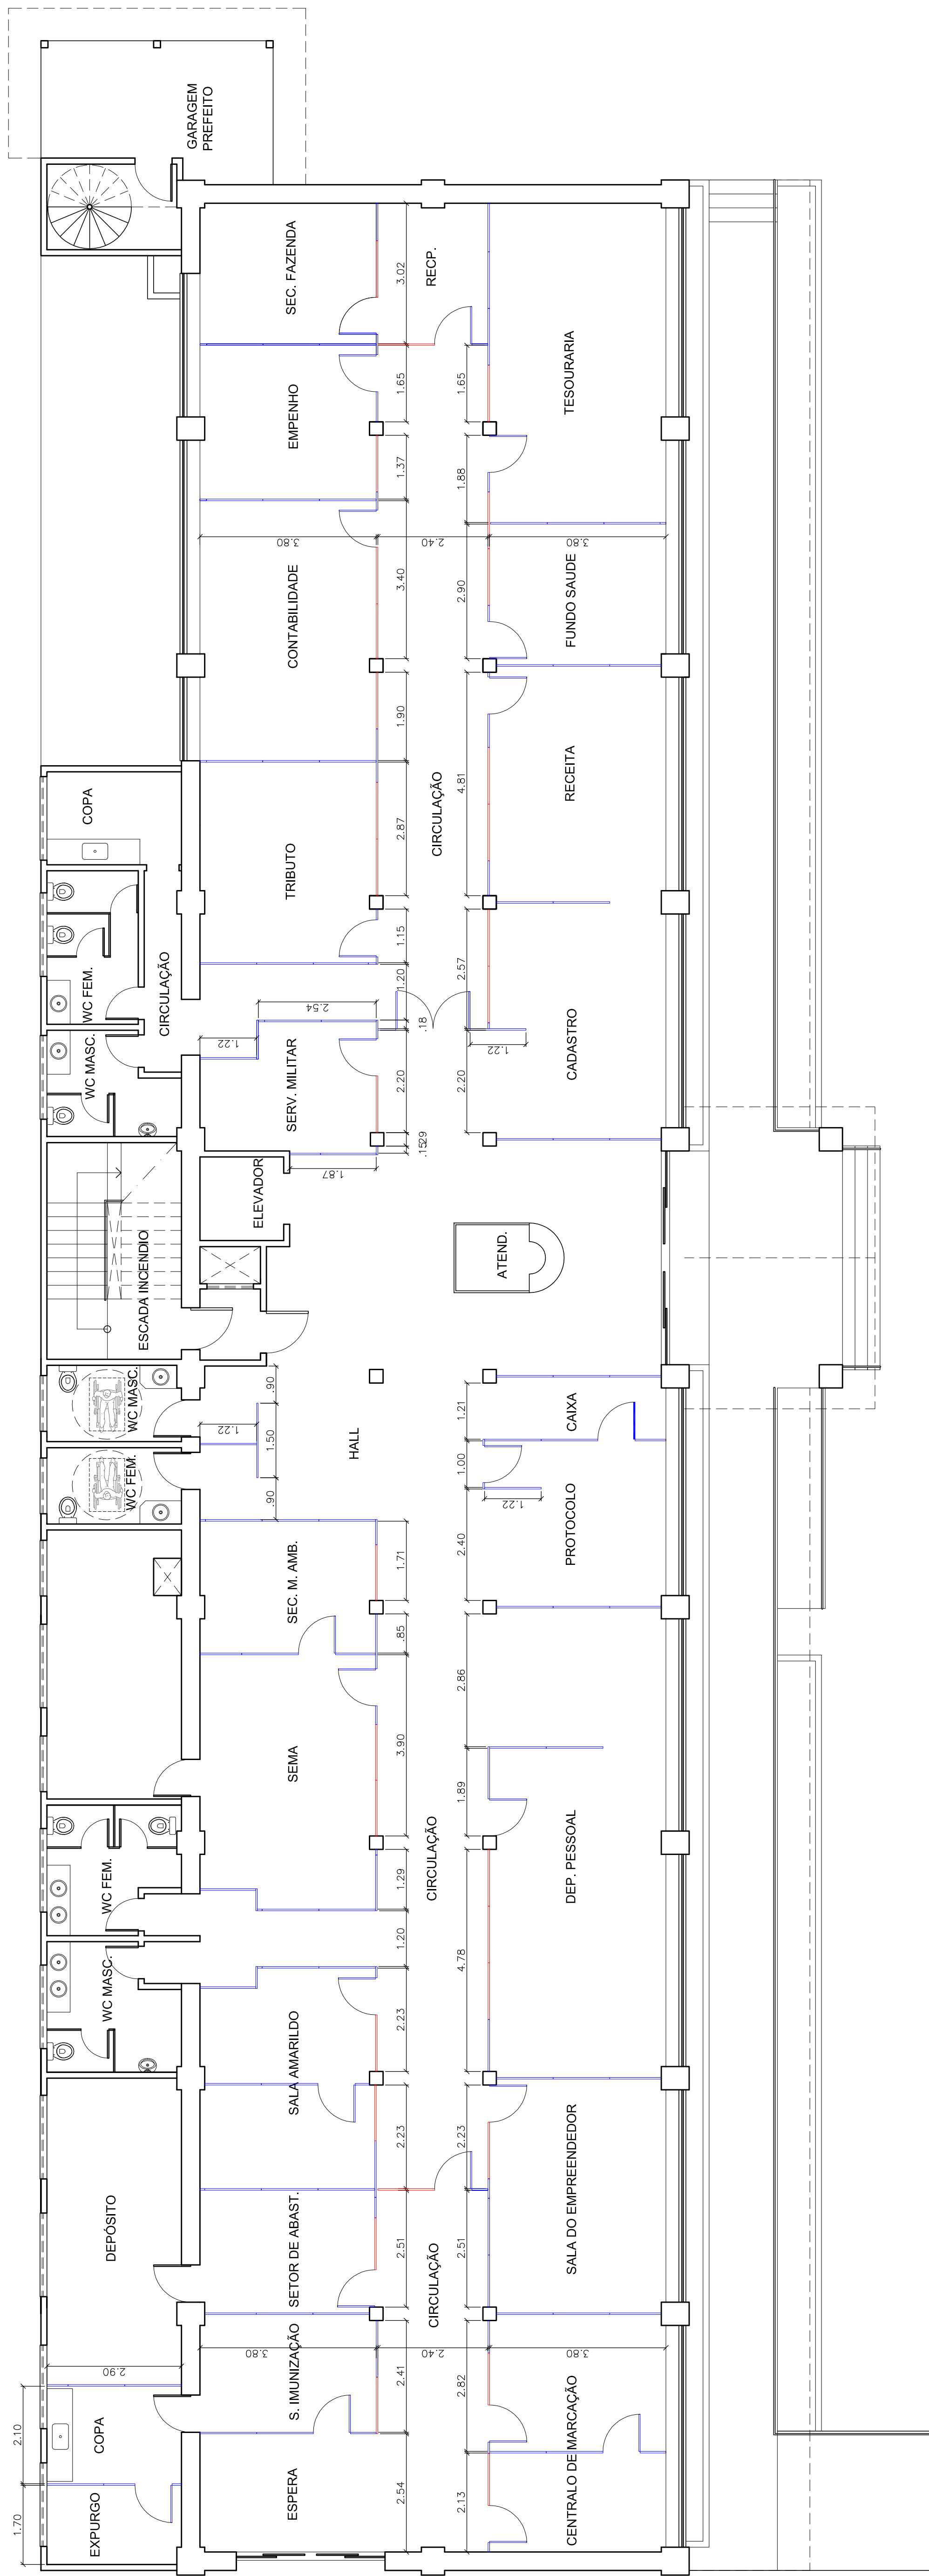 GARAGEM
PREFEITO
SEC. FAZENDA
3.02
RECP.
EMPENHO
1.65
1.65
TESOURARIA
1.37
1.88
3.80
2.40
3.80
CONTABILIDADE
3.40
2.90
FUNDO SAUDE
1.90
COPA
TRIBUTO
2.87
CIRCULAÇÃO
4.81
RECEITA
WC FEM.
CIRCULAÇÃO
1.15
1.20
2.57
WC MASC.
1.22
2.54
.18
1.22
SERV. MILITAR
2.20
2.20
CADASTRO
.29
.15
1.87
ELEVADOR
ESCADA INCENDIO
ATEND.
WC MASC.
.90
1.22
1.50
HALL
1.21
CAIXA
WC FEM.
.90
1.00
1.22
SEC. M. AMB.
1.71
2.40
PROTOCOLO
.85
2.86
SEMA
3.90
1.89
WC FEM.
1.29
CIRCULAÇÃO
DEP. PESSOAL
1.20
4.78
WC MASC.
SALA AMARILDO
2.23
2.23
2.23
DEPÓSITO
SETOR DE ABAST.
2.51
CIRCULAÇÃO
2.51
SALA DO EMPREENDEDOR
2.90
3.80
2.40
3.80
S. IMUNIZAÇÃO
2.41
2.82
2.10
COPA
CENTRALO DE MARCAÇÃO
1.70
EXPURGO
ESPERA
2.54
2.13